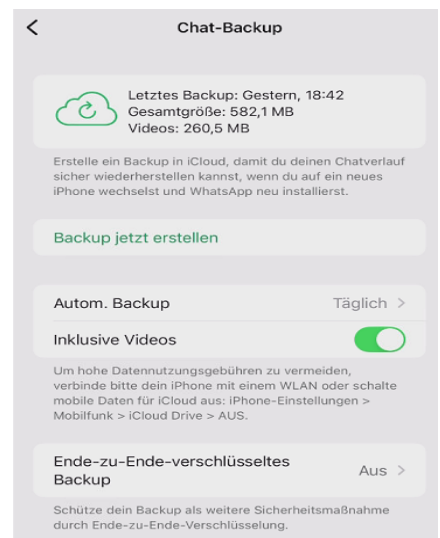 Chat-Backup
Letztes Backup: Gestern, 18:42
Gesamtgröße: 582,1 MB
Videos: 260,5 MB
Erstelle ein Backup in iCloud, damit du deinen Chatverlauf
sicher wiederherstellen kannst, wenn du auf ein neues
iPhone wechselst und WhatsApp neu installierst.
Backup jetzt erstellen
Autom. Backup Täglich >
Inklusive Videos
Um hohe Datennutzungsgebühren zu vermeiden,
verbinde bitte dein iPhone mit einem WLAN oder schalte
mobile Daten für iCloud aus: iPhone-Einstellungen >
Mobilfunk > iCloud Drive > AUS.
Ende-zu-Ende-verschlüsseltes
Backup Aus >
Schütze dein Backup als weitere Sicherheitsmaßnahme
durch Ende-zu-Ende-Verschlüsselung.